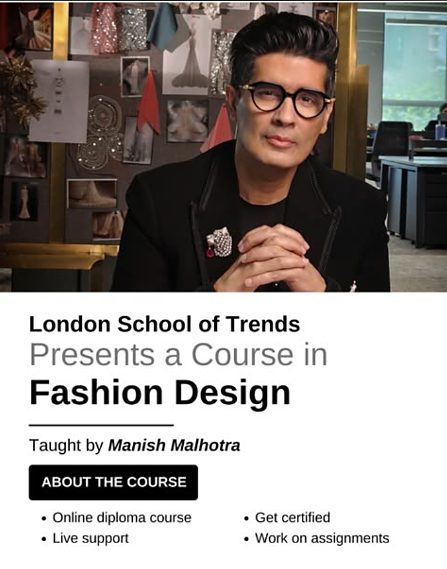 London School of Trends
Presents a Course in
Fashion Design
Taught by Manish Malhotra
ABOUT THE COURSE
• Online diploma course
• Live support
• Get certified
• Work on assignments